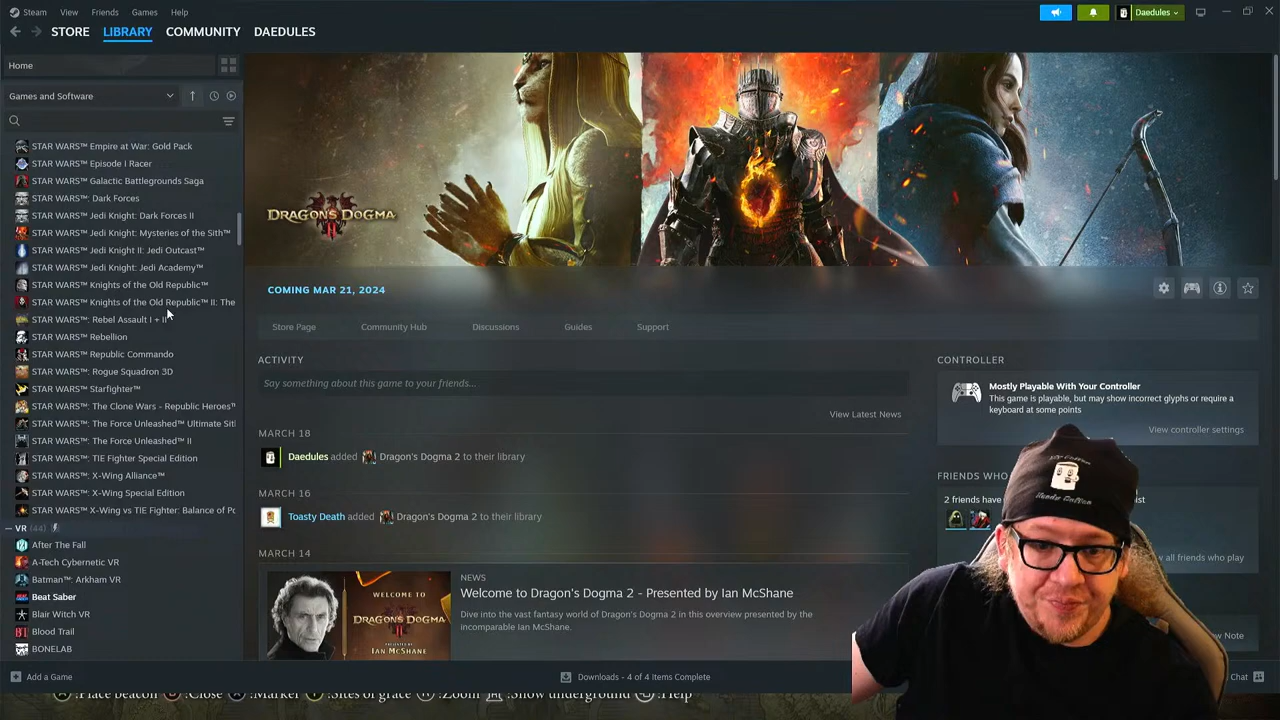 Steam View Friends Games Help
Daedules
STORE LIBRARY COMMUNITY DAEDULES
Home
Games and Software
STAR WARS™ Empire at War: Gold Pack
STAR WARS™ Episode I Racer
STAR WARS™ Galactic Battlegrounds Saga
STAR WARS™: Dark Forces
STAR WARS™ Jedi Knight: Dark Forces II
STAR WARS™ Jedi Knight: Mysteries of the Sith™
STAR WARS™ Jedi Knight II: Jedi Outcast™
STAR WARS™ Jedi Knight: Jedi Academy™
STAR WARS™ Knights of the Old Republic™
STAR WARS™ Knights of the Old Republic™ II: The
STAR WARS™: Rebel Assault I + II
STAR WARS™ Rebellion
STAR WARS™ Republic Commando
STAR WARS™: Rogue Squadron 3D
STAR WARS™ Starfighter™
STAR WARS™: The Clone Wars - Republic Heroes™
STAR WARS™: The Force Unleashed™ Ultimate Sit
STAR WARS™: The Force Unleashed™ II
STAR WARS™: TIE Fighter Special Edition
STAR WARS™: X-Wing Alliance™
STAR WARS™: X-Wing Special Edition
STAR WARS™ X-Wing vs TIE Fighter: Balance of Po
VR (44)
After The Fall
A-Tech Cybernetic VR
Batman™: Arkham VR
Beat Saber
Blair Witch VR
Blood Trail
BONELAB
DRAGON'S DOGMA II
COMING MAR 21, 2024
Store Page Community Hub Discussions Guides Support
ACTIVITY
Say something about this game to your friends...
View Latest News
MARCH 18
Daedules added Dragon's Dogma 2 to their library
MARCH 16
Toasty Death added Dragon's Dogma 2 to their library
MARCH 14
WELCOME TO
DRAGON'S DOGMA II
PRESENTED BY
IAN McSHANE
NEWS
Welcome to Dragon's Dogma 2 - Presented by Ian McShane
Dive into the vast fantasy world of Dragon's Dogma 2 in this overview presented by the
incomparable Ian McShane.
CONTROLLER
Mostly Playable With Your Controller
This game is playable, but may show incorrect glyphs or require a
keyboard at some points
View controller settings
FRIENDS WHO
2 friends have
ist
w all friends who play
w Note
Add a Game
Downloads - 4 of 4 Items Complete
Chat
:Place beacon :Close :Marker :Sites of grace :Zoom :Show underground :Help